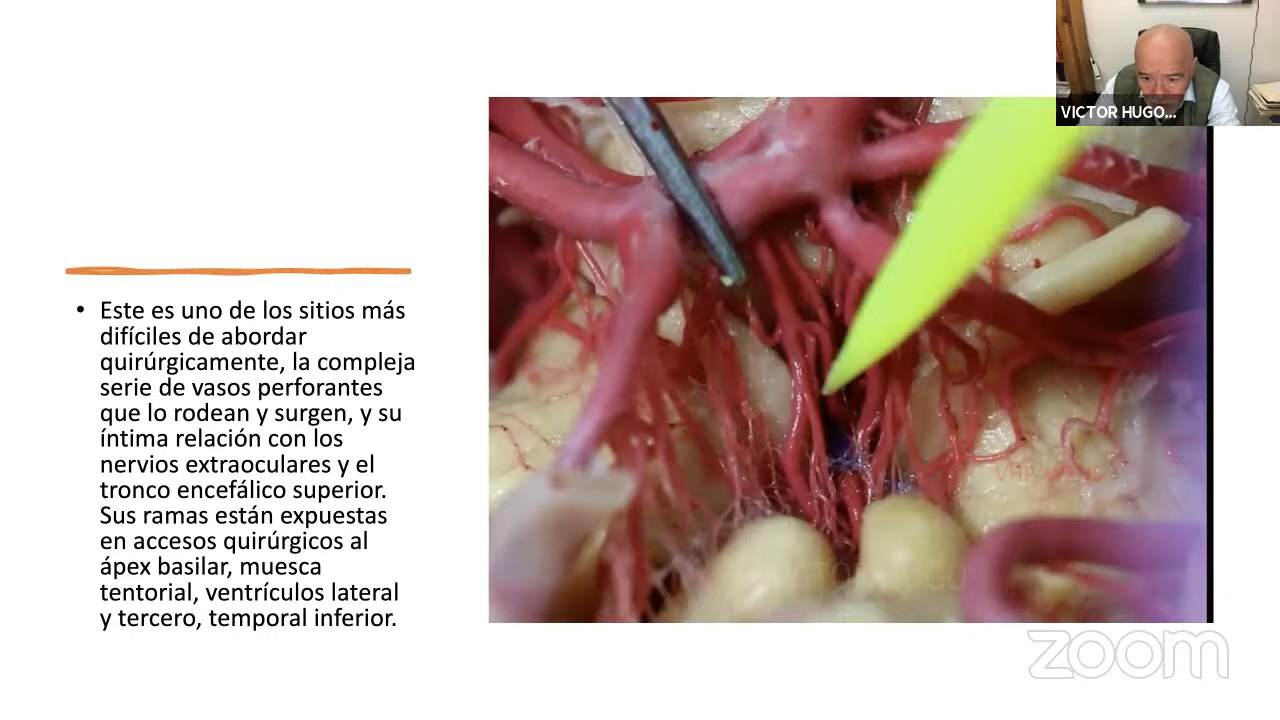 VICTOR HUGO...
• Este es uno de los sitios más
difíciles de abordar
quirúrgicamente, la compleja
serie de vasos perforantes
que lo rodean y surgen, y su
íntima relación con los
nervios extraoculares y el
tronco encefálico superior.
Sus ramas están expuestas
en accesos quirúrgicos al
ápex basilar, muesca
tentorial, ventrículos lateral
y tercero, temporal inferior.
zoom